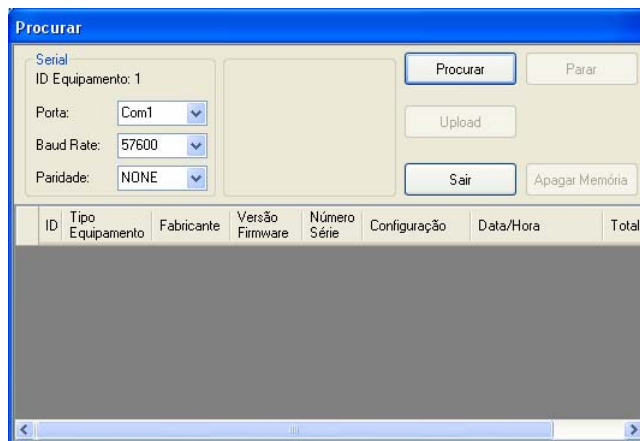 Procurar
Serial
ID Equipamento: 1
Porta: Com1
Baud Rate: 57600
Paridade: NONE
Procurar Parar
Upload
Sair Apagar Memória
ID Tipo Equipamento Fabricante Versão Firmware Número Série Configuração Data/Hora Total